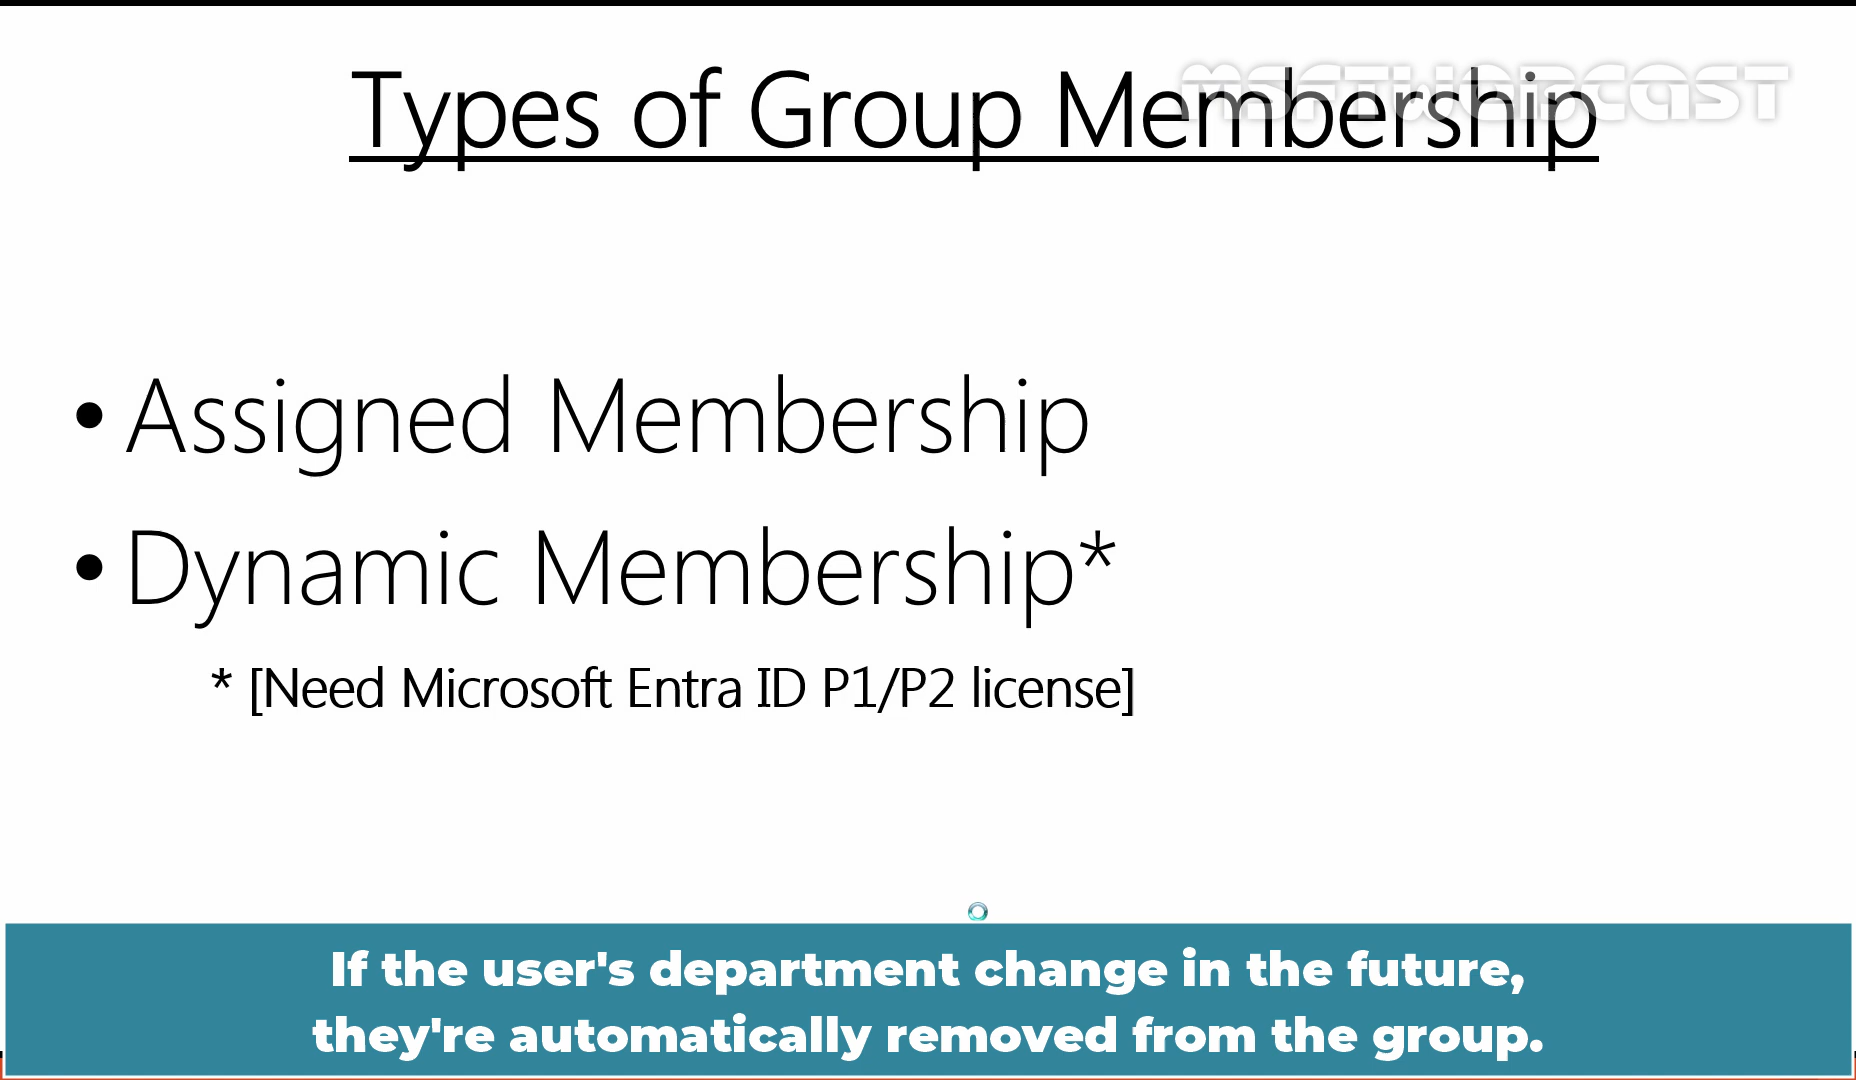 Types of Group Membership
MSFTWEBCAST
• Assigned Membership
• Dynamic Membership*
* [Need Microsoft Entra ID P1/P2 license]
If the user's department change in the future,
they're automatically removed from the group.